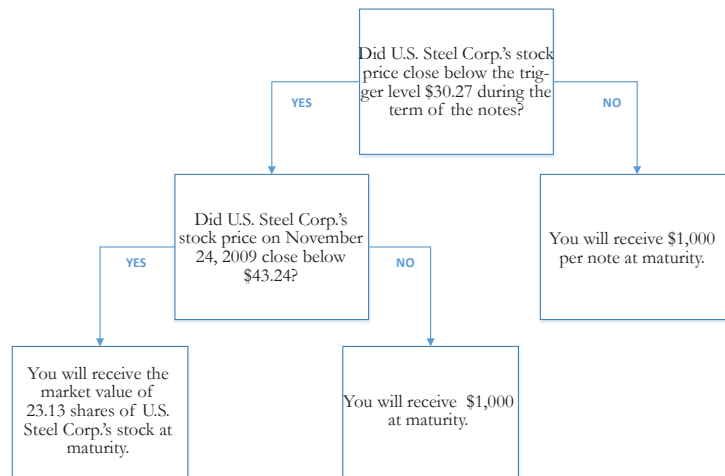 Did U.S. Steel Corp.'s stock
price close below the trig-
ger level $30.27 during the
term of the notes?
YES
NO
Did U.S. Steel Corp.'s
stock price on November
24, 2009 close below
$43.24?
You will receive $1,000
per note at maturity.
YES
NO
You will receive the
market value of
23.13 shares of U.S.
Steel Corp.'s stock at
maturity.
You will receive $1,000
at maturity.